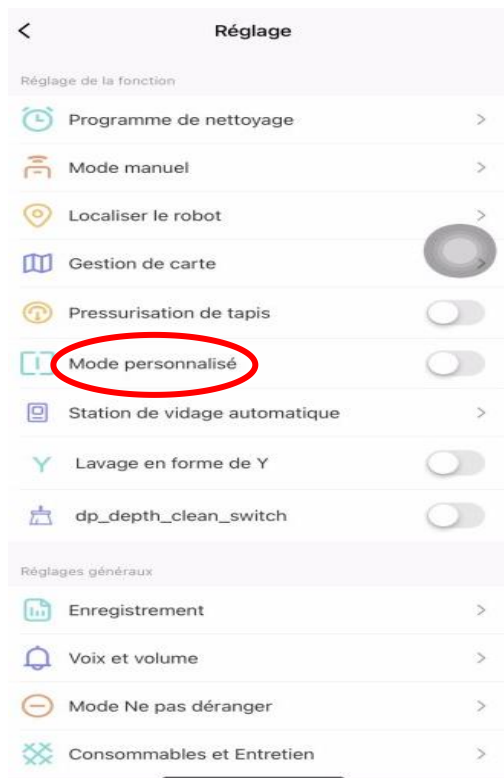 Réglage
Réglage de la fonction
Programme de nettoyage
Mode manuel
Localiser le robot
Gestion de carte
Pressurisation de tapis
Mode personnalisé
Station de vidage automatique
Lavage en forme de Y
dp_depth_clean_switch
Réglages généraux
Enregistrement
Voix et volume
Mode Ne pas déranger
Consommables et Entretien